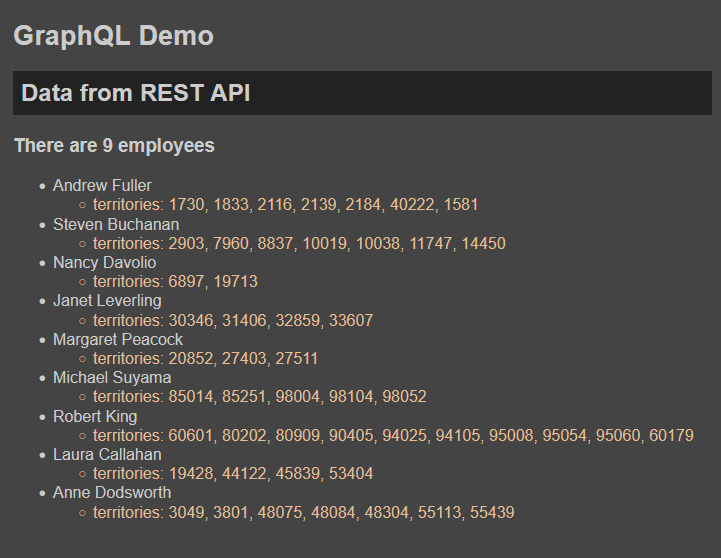 GraphQL Demo
Data from REST API
There are 9 employees
Andrew Fuller
territories: 1730, 1833, 2116, 2139, 2184, 40222, 1581
Steven Buchanan
territories: 2903, 7960, 8837, 10019, 10038, 11747, 14450
Nancy Davolio
territories: 6897, 19713
Janet Leverling
territories: 30346, 31406, 32859, 33607
Margaret Peacock
territories: 20852, 27403, 27511
Michael Suyama
territories: 85014, 85251, 98004, 98104, 98052
Robert King
territories: 60601, 80202, 80909, 90405, 94025, 94105, 95008, 95054, 95060, 60179
Laura Callahan
territories: 19428, 44122, 45839, 53404
Anne Dodsworth
territories: 3049, 3801, 48075, 48084, 48304, 55113, 55439